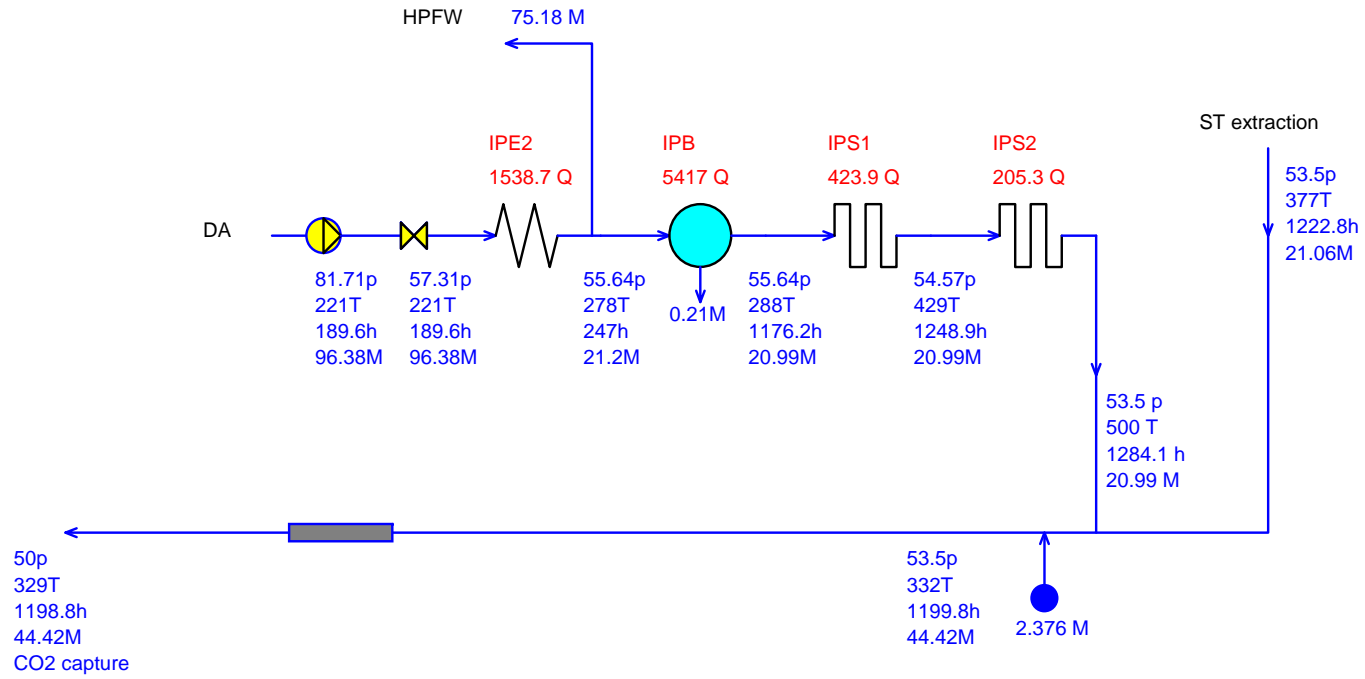 HPFW 75.18 M
ST extraction
IPE2
1538.7 Q
IPB
5417 Q
IPS1
423.9 Q
IPS2
205.3 Q
53.5p
377T
1222.8h
21.06M
DA
81.71p
221T
189.6h
96.38M
57.31p
221T
189.6h
96.38M
55.64p
278T
247h
21.2M
0.21M
55.64p
288T
1176.2h
20.99M
54.57p
429T
1248.9h
20.99M
53.5 p
500 T
1284.1 h
20.99 M
50p
329T
1198.8h
44.42M
CO2 capture
53.5p
332T
1199.8h
44.42M
2.376 M